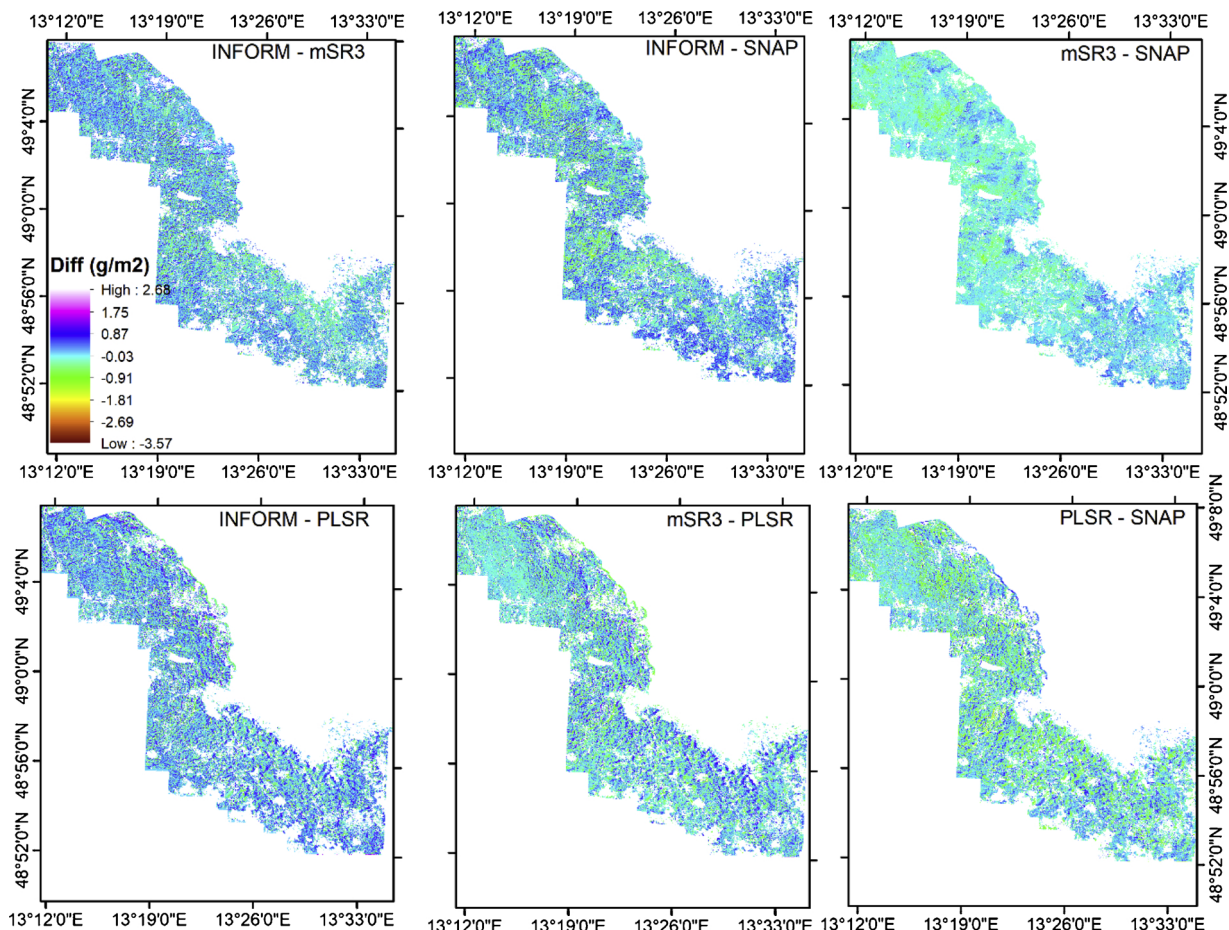 13°12'0"E 13°19'0"E 13°26'0"E 13°33'0"E
13°12'0"E 13°19'0"E 13°26'0"E 13°33'0"E
13°12'0"E 13°19'0"E 13°26'0"E 13°33'0"E
INFORM - mSR3
INFORM - SNAP
mSR3 - SNAP
49°4'0"N
49°0'0"N
48°56'0"N
48°52'0"N
Diff (g/m2)
High : 2.68
1.75
0.87
-0.03
-0.91
-1.81
-2.69
Low : -3.57
49°4'0"N
49°0'0"N
48°56'0"N
48°52'0"N
13°12'0"E 13°19'0"E 13°26'0"E 13°33'0"E
13°12'0"E 13°19'0"E 13°26'0"E 13°33'0"E
13°12'0"E 13°19'0"E 13°26'0"E 13°33'0"E
INFORM - PLSR
mSR3 - PLSR
PLSR - SNAP
49°4'0"N
49°0'0"N
48°56'0"N
48°52'0"N
49°8'0"N
49°4'0"N
49°0'0"N
48°56'0"N
48°52'0"N
13°12'0"E 13°19'0"E 13°26'0"E 13°33'0"E
13°12'0"E 13°19'0"E 13°26'0"E 13°33'0"E
13°12'0"E 13°19'0"E 13°26'0"E 13°33'0"E